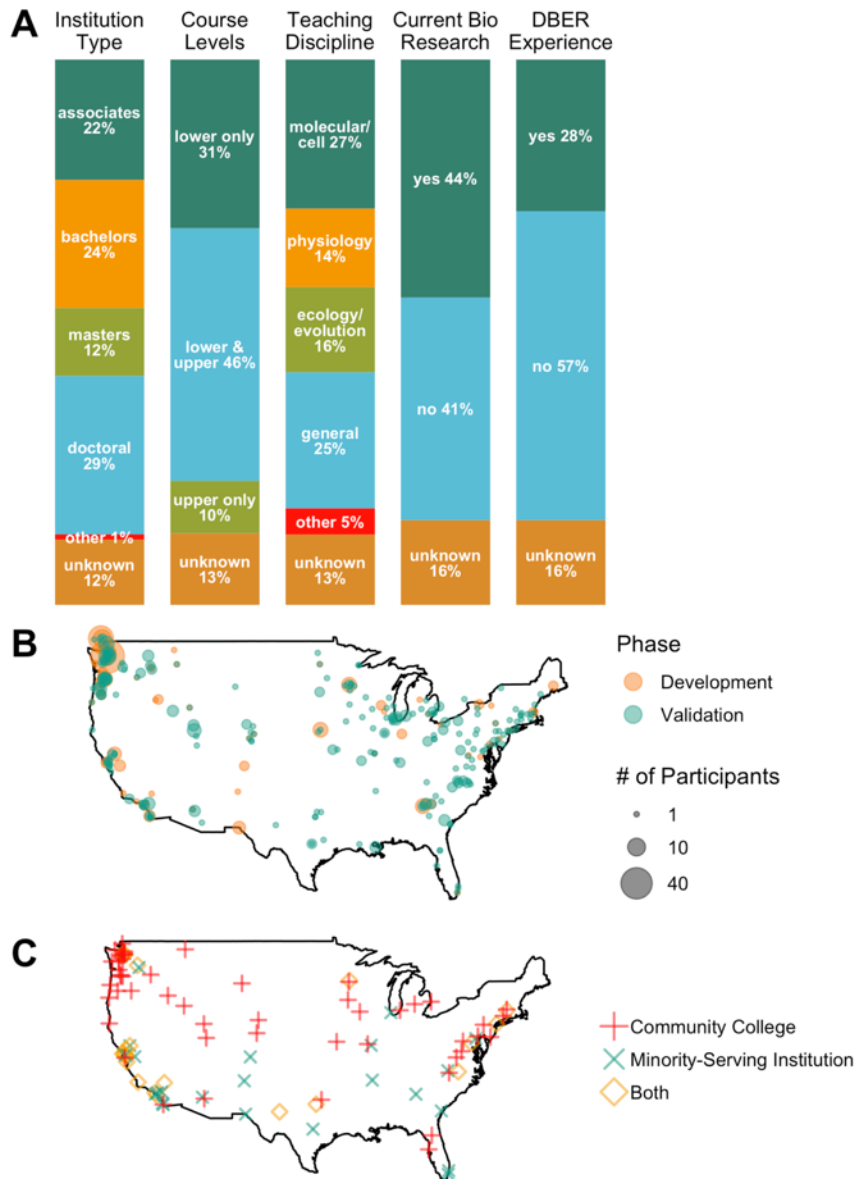 A
Institution
Type
Course
Levels
Teaching
Discipline
Current Bio
Research
DBER
Experience
associates
22%
bachelors
24%
masters
12%
doctoral
29%
other 1%
unknown
12%
lower only
31%
lower &
upper 46%
upper only
10%
unknown
13%
molecular/
cell 27%
physiology
14%
ecology/
evolution
16%
general
25%
other 5%
unknown
13%
yes 44%
no 41%
unknown
16%
yes 28%
no 57%
unknown
16%
B
Phase
Development
Validation
# of Participants
1
10
40
C
Community College
Minority-Serving Institution
Both